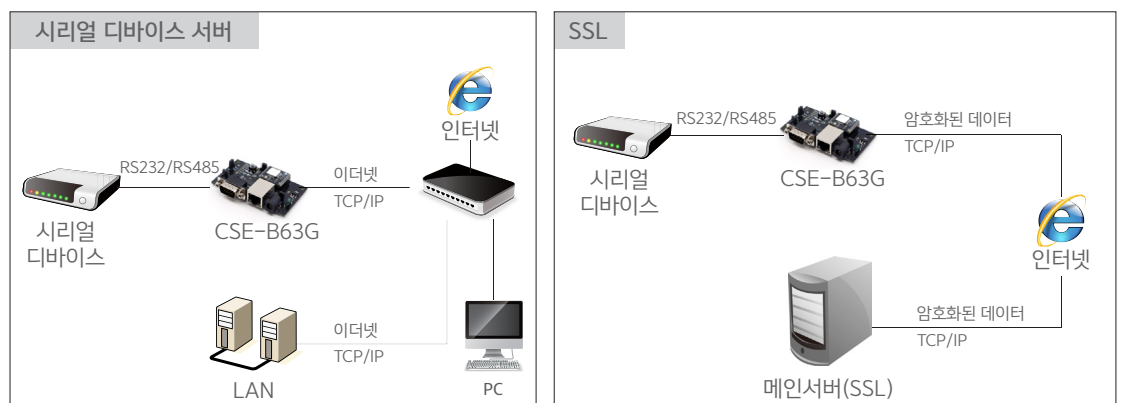 시리얼 디바이스 서버
인터넷
RS232/RS485
이더넷
TCP/IP
시리얼
디바이스
CSE-B63G
이더넷
TCP/IP
LAN
PC
SSL
RS232/RS485
암호화된 데이터
TCP/IP
시리얼
디바이스
CSE-B63G
인터넷
암호화된 데이터
TCP/IP
메인서버(SSL)